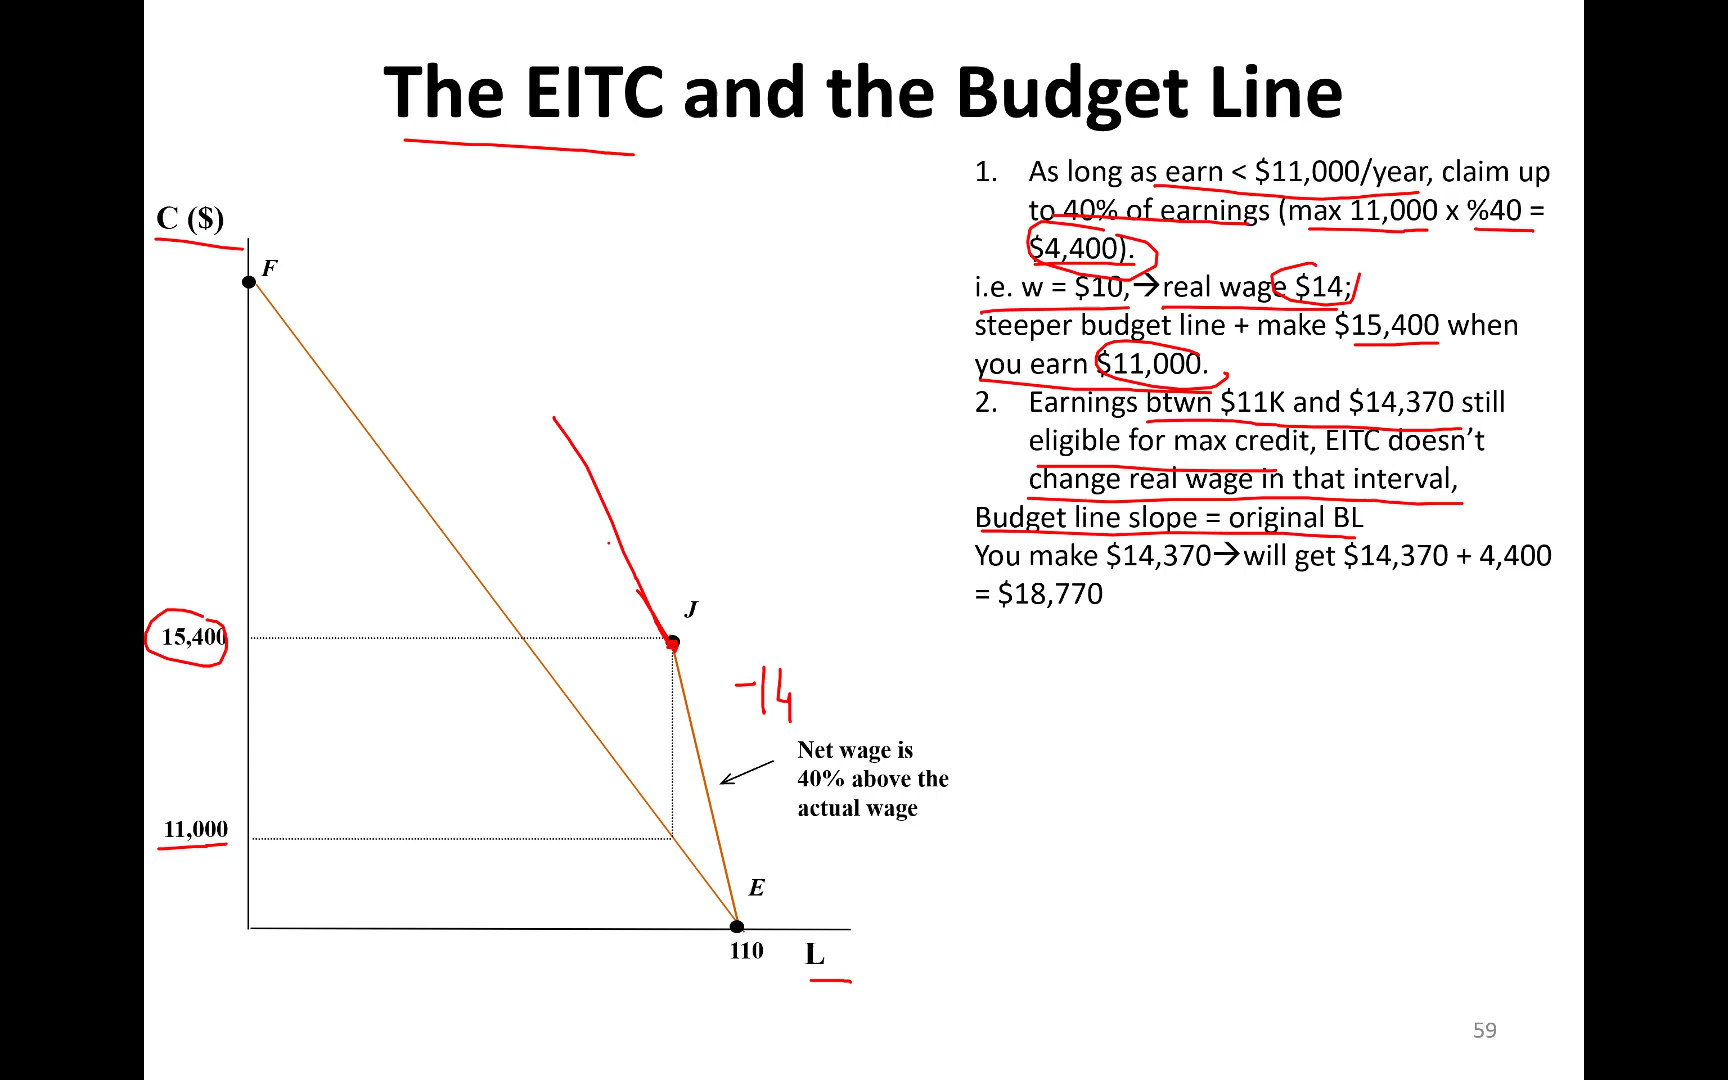 The EITC and the Budget Line
1. As long as earn < $11,000/year, claim up
to 40% of earnings (max 11,000 x %40 =
$4,400).
i.e. w = $10,→real wage $14;
steeper budget line + make $15,400 when
you earn $11,000.
2. Earnings btwn $11K and $14,370 still
eligible for max credit, EITC doesn’t
change real wage in that interval,
Budget line slope = original BL
You make $14,370→will get $14,370 + 4,400
= $18,770
C ($)
F
J
15,400
-14
Net wage is
40% above the
actual wage
11,000
E
110
L
59